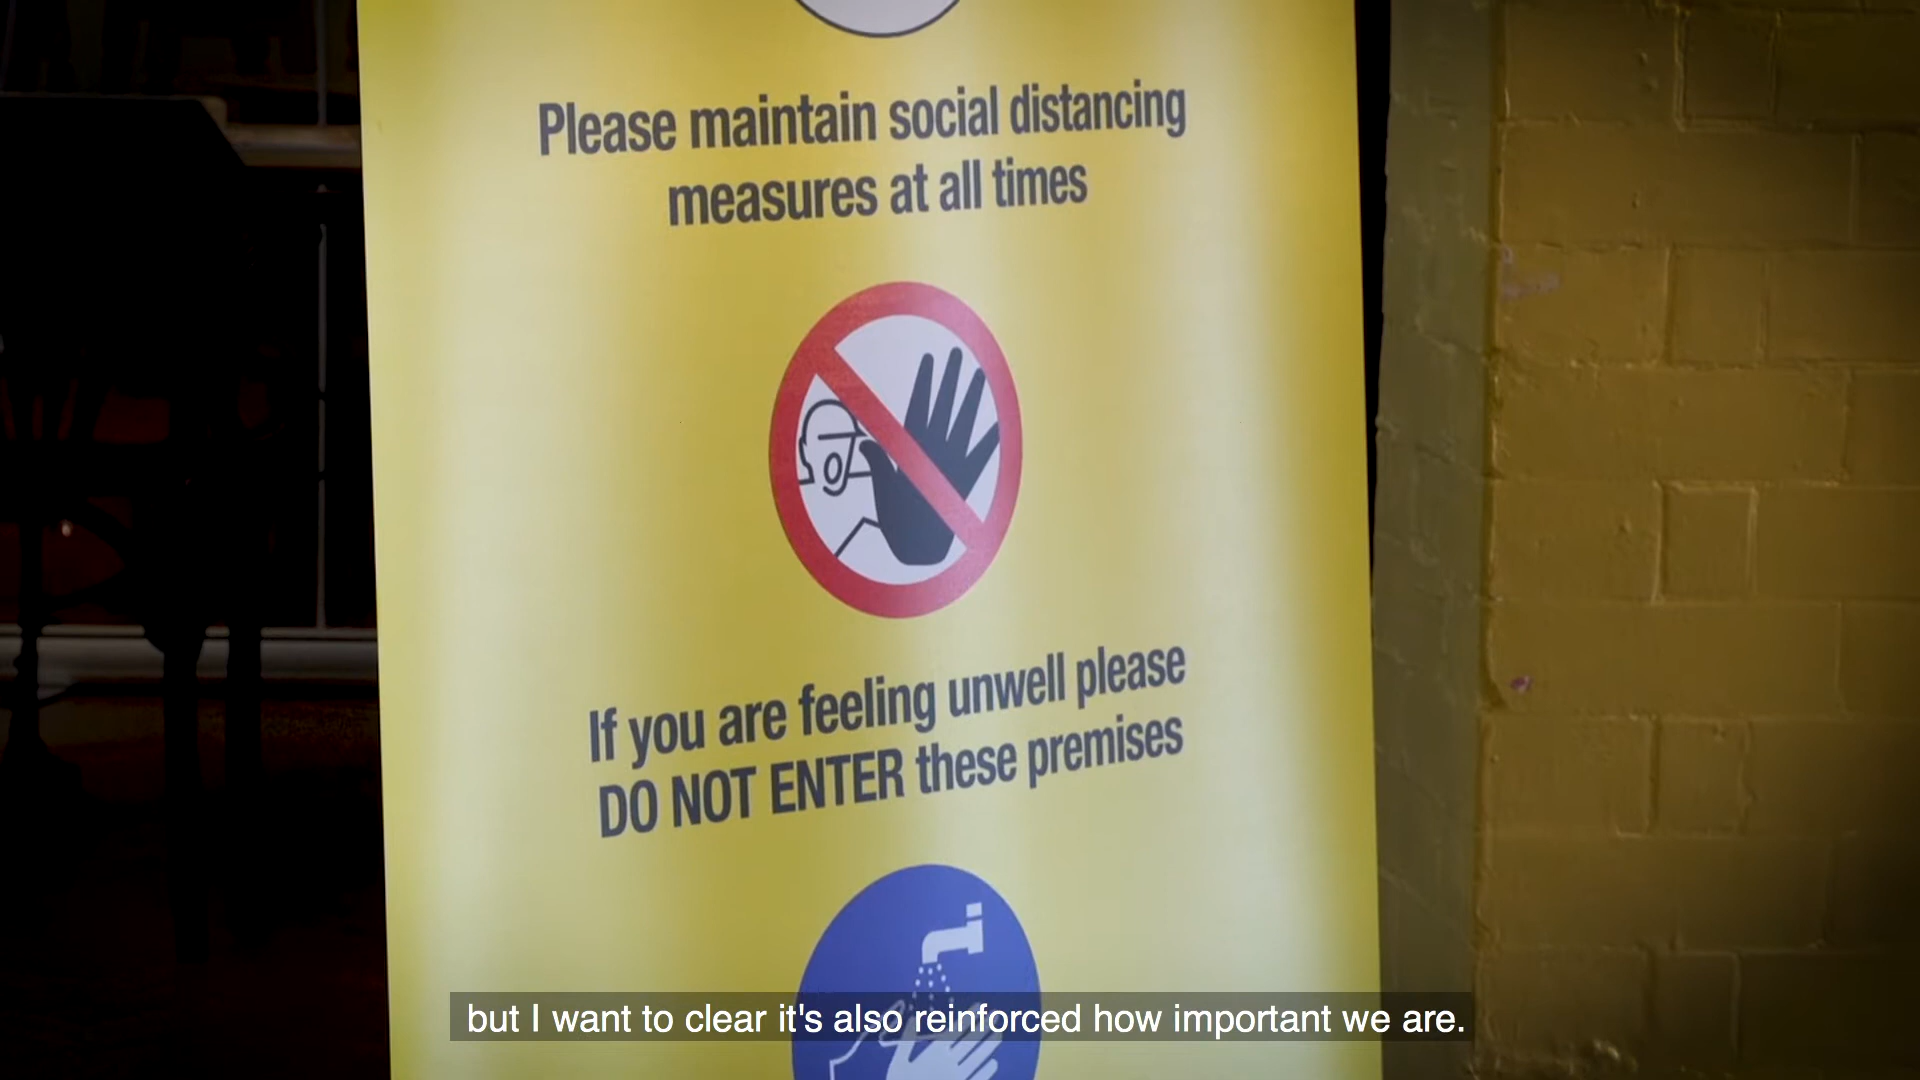 Please maintain social distancing
measures at all times
If you are feeling unwell please
DO NOT ENTER these premises
but I want to clear it's also reinforced how important we are.